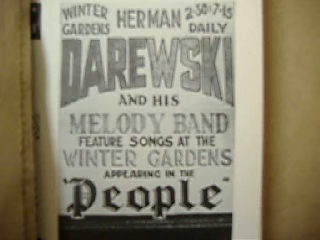 WINTER GARDENS HERMAN 2-30 & 7-15 DAILY
DAREWSKI
AND HIS
MELODY BAND
FEATURE SONGS AT THE
WINTER GARDENS
APPEARING IN THE
"People"